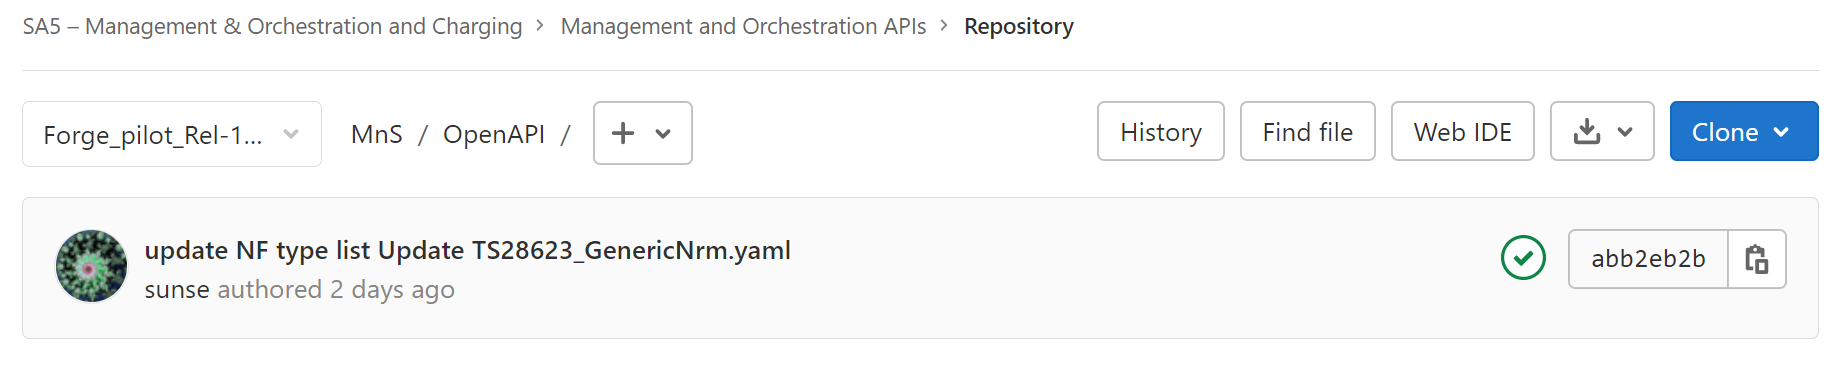 SA5 – Management & Orchestration and Charging › Management and Orchestration APIs › Repository
Forge_pilot_Rel-1... MnS / OpenAPI / + History Find file Web IDE Clone
update NF type list Update TS28623_GenericNrm.yaml
sunse authored 2 days ago
abb2eb2b